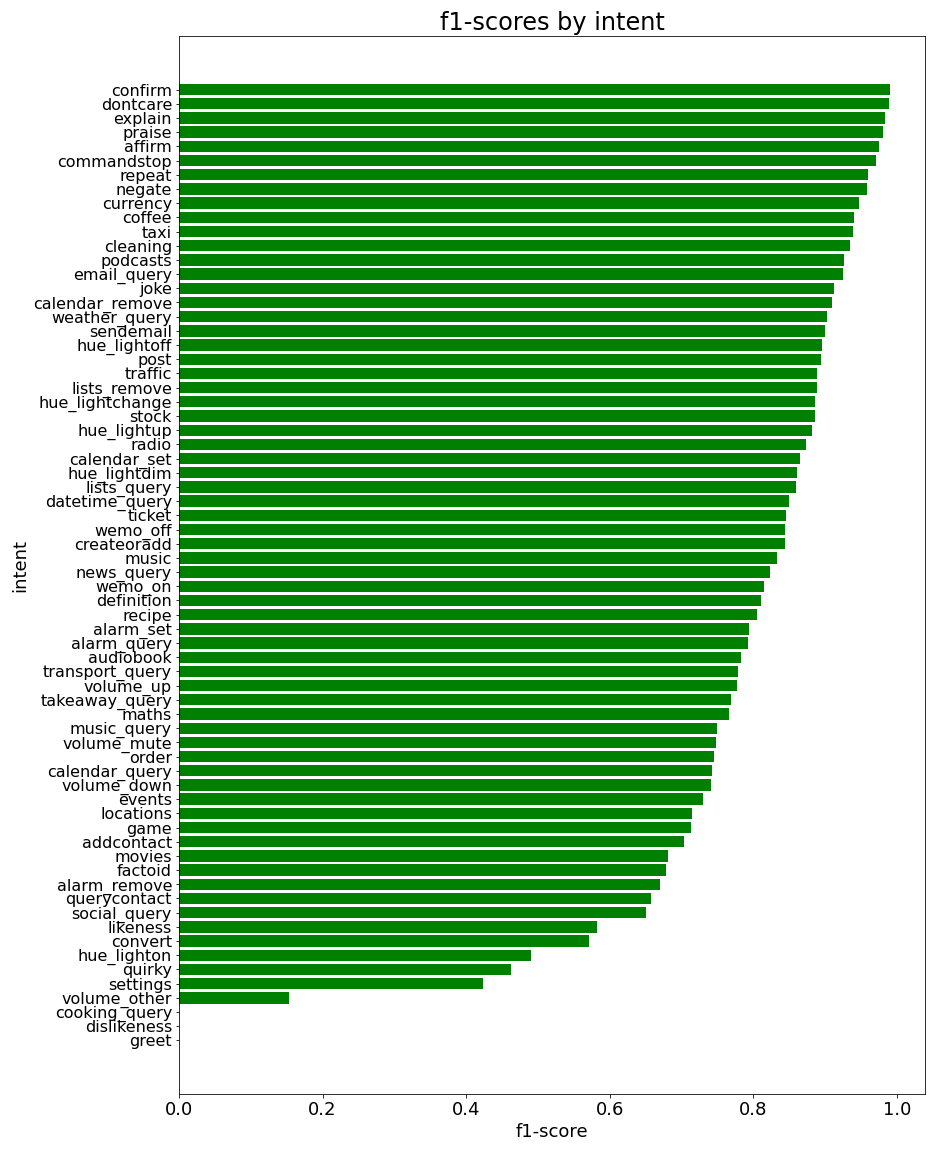 f1-scores by intent
confirm
dontcare
explain
praise
affirm
commandstop
repeat
negate
currency
coffee
taxi
cleaning
podcasts
email_query
joke
calendar_remove
weather_query
sendemail
hue_lightoff
post
traffic
lists_remove
hue_lightchange
stock
hue_lightup
radio
calendar_set
hue_lightdim
lists_query
datetime_query
ticket
wemo_off
createoradd
music
news_query
wemo_on
definition
recipe
alarm_set
alarm_query
audiobook
transport_query
volume_up
takeaway_query
maths
music_query
volume_mute
order
calendar_query
volume_down
events
locations
game
addcontact
movies
factoid
alarm_remove
querycontact
social_query
likeness
convert
hue_lighton
quirky
settings
volume_other
cooking_query
dislikeness
greet
intent
0.0 0.2 0.4 0.6 0.8 1.0
f1-score